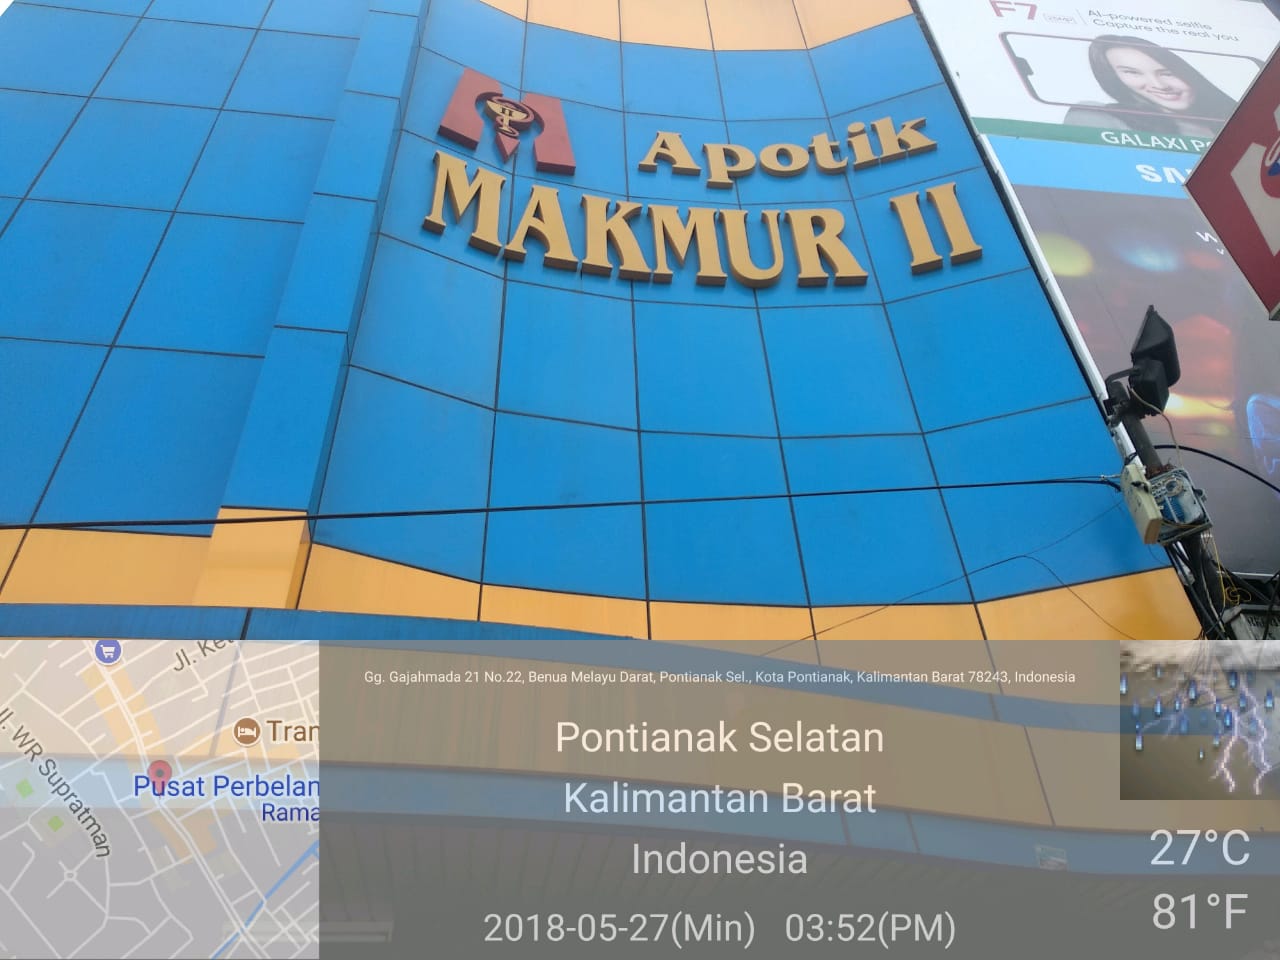 F7
AI-powered selfie
Capture the real you
GALAXI
II
Apotik
MAKMUR II
Jl. WR Supratman
Pusat Perbelan
Rama
Tran
Gg. Gajahmada 21 No.22, Benua Melayu Darat, Pontianak Sel., Kota Pontianak, Kalimantan Barat 78243, Indonesia
Pontianak Selatan
Kalimantan Barat
Indonesia
2018-05-27(Min) 03:52(PM)
27°C
81°F